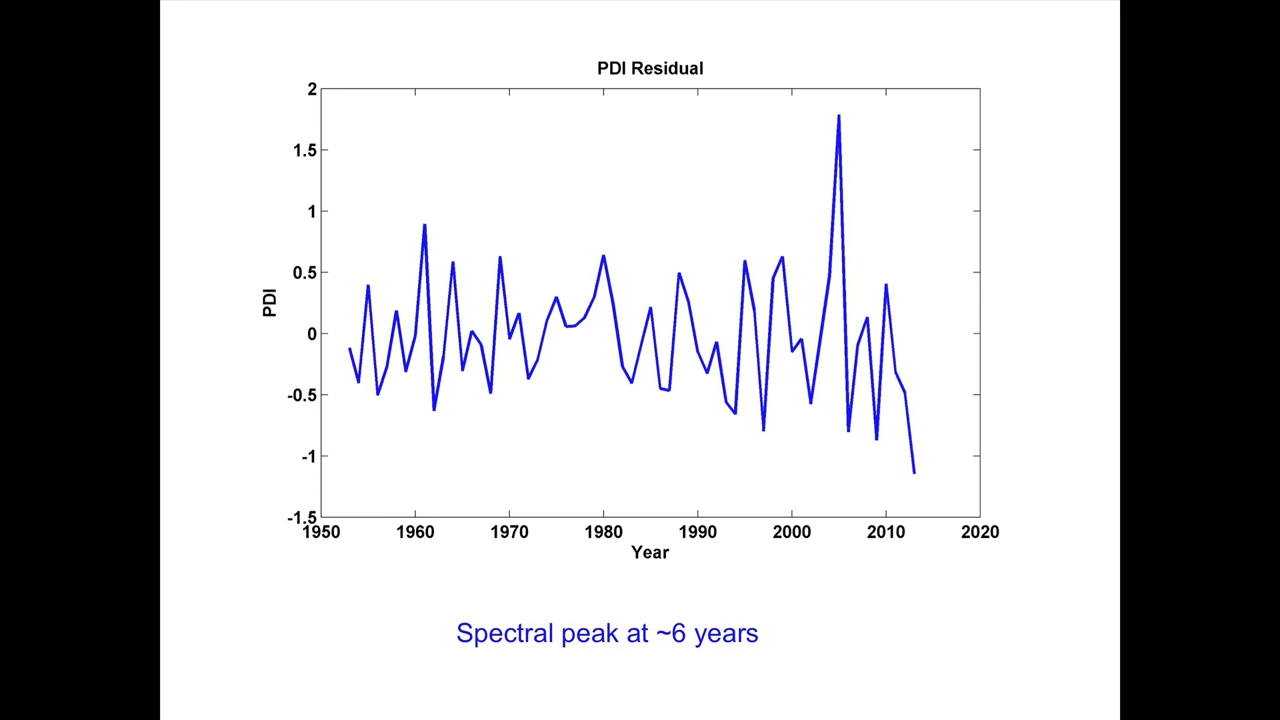 PDI Residual
2
1.5
1
0.5
0
-0.5
-1
-1.5
PDI
1950 1960 1970 1980 1990 2000 2010 2020
Year
Spectral peak at ~6 years